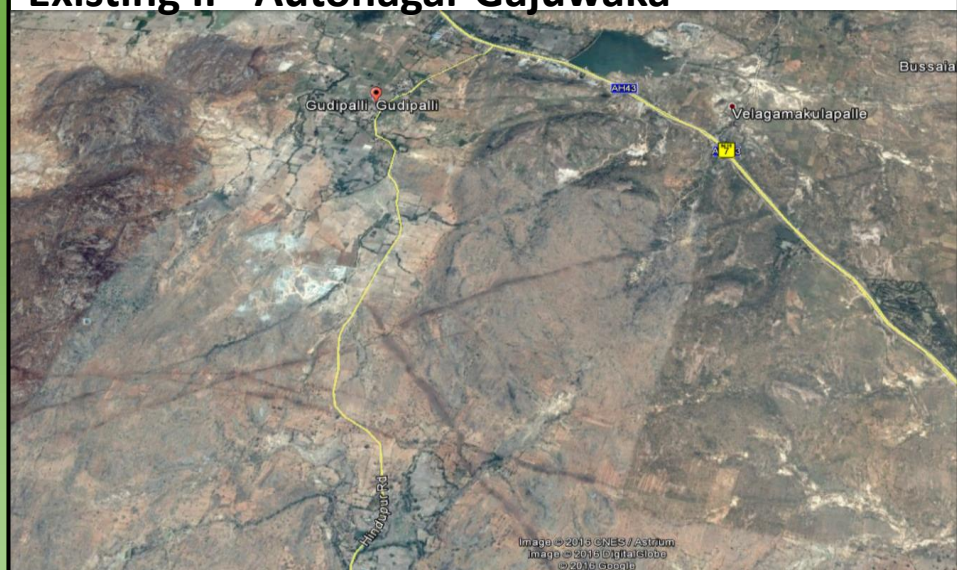 Existing II - Autonagar Gajuwaka
Bussaia
AH43
Gudipalli Gudipalli
Velagamakulapalle
7
Hindupur Rd
Image © 2016 CNES / Astrium
Image © 2016 DigitalGlobe
© 2016 Google